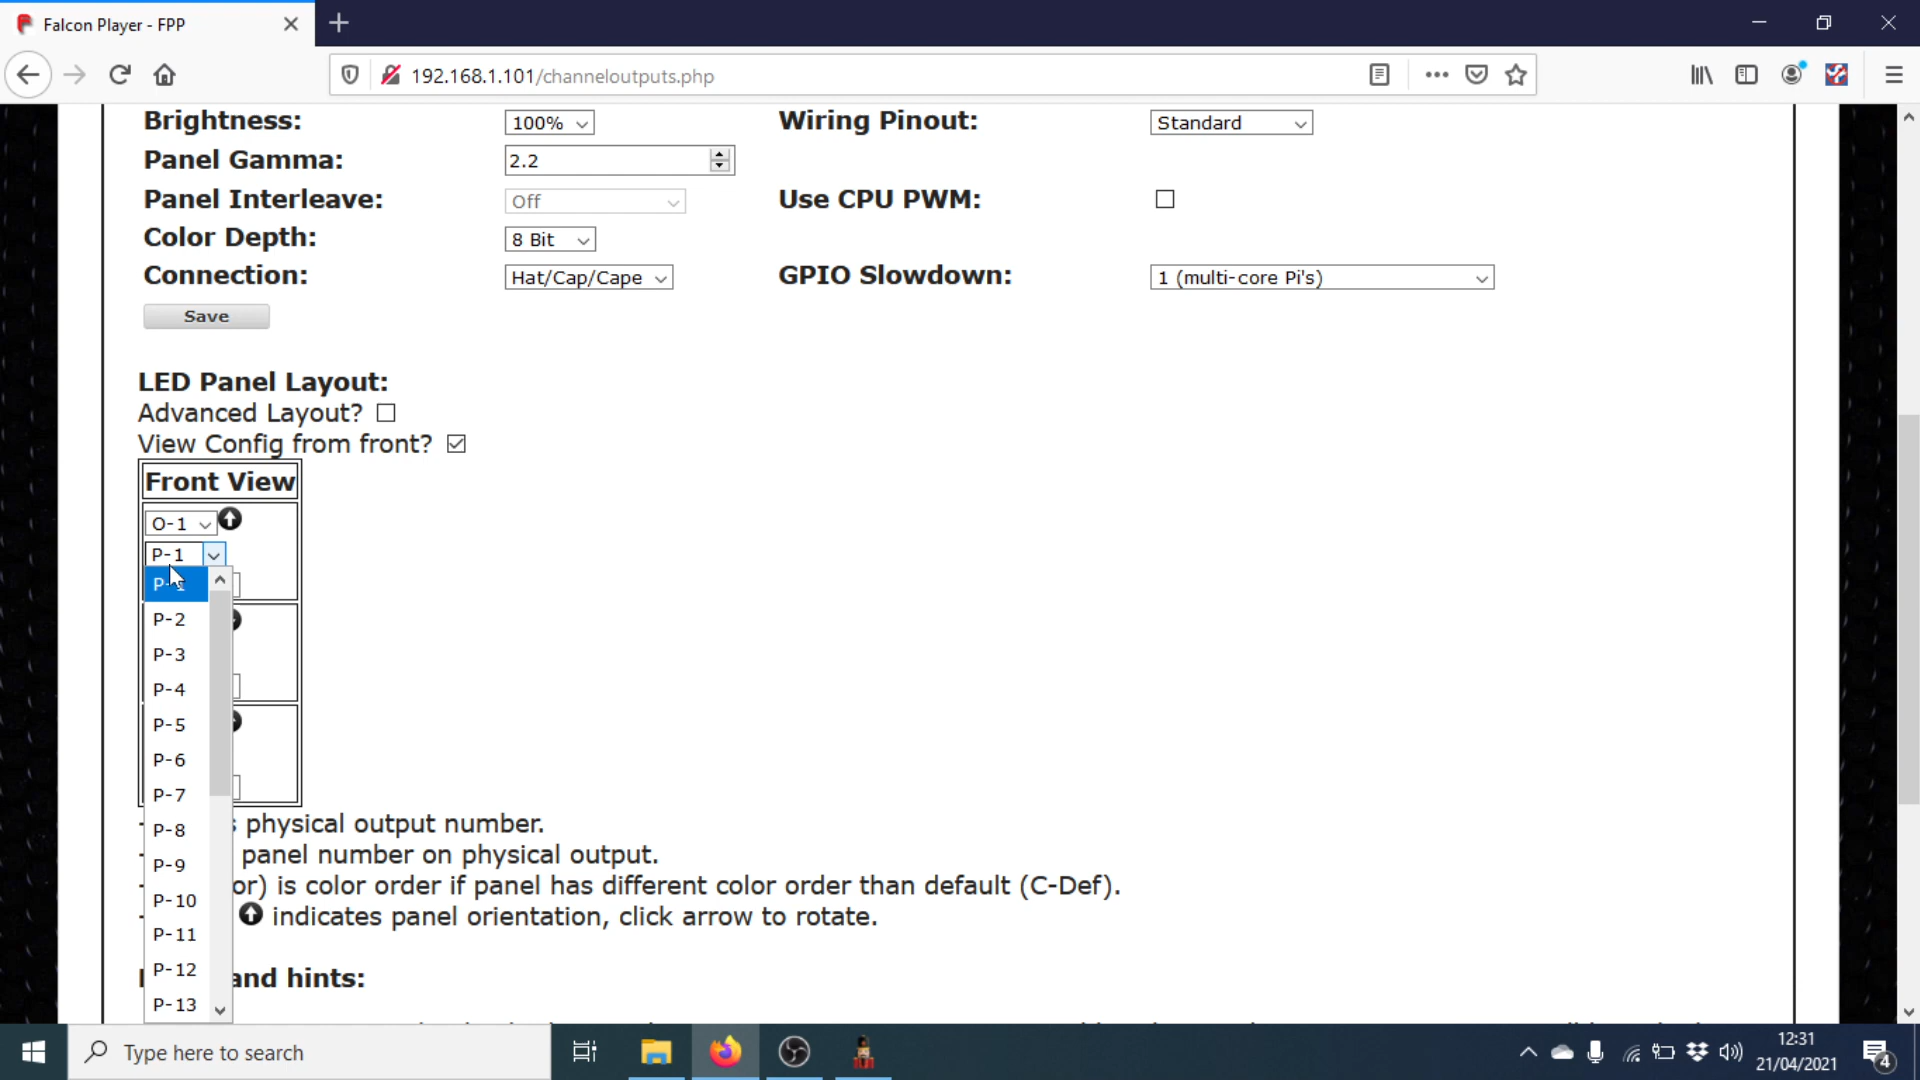 Falcon Player - FPP
192.168.1.101/channeloutputs.php
Brightness: 100% Wiring Pinout: Standard
Panel Gamma: 2.2
Panel Interleave: Off Use CPU PWM:
Color Depth: 8 Bit
Connection: Hat/Cap/Cape GPIO Slowdown: 1 (multi-core Pi's)
Save
LED Panel Layout:
Advanced Layout?
View Config from front?
Front View
O-1
P-1
P-1
P-2
P-3
P-4
P-5
P-6
P-7
P-8
P-9
P-10
P-11
P-12
P-13
physical output number.
panel number on physical output.
or) is color order if panel has different color order than default (C-Def).
indicates panel orientation, click arrow to rotate.
and hints:
Type here to search
12:31
21/04/2021
4